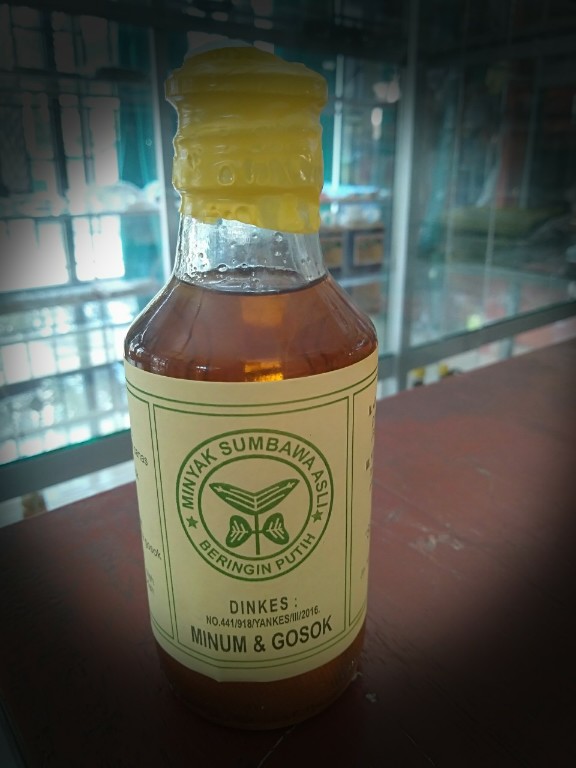 MINYAK SUMBAWA ASLI
BERINGIN PUTIH
DINKES :
NO.441/918/YANKES/III/2016.
MINUM & GOSOK